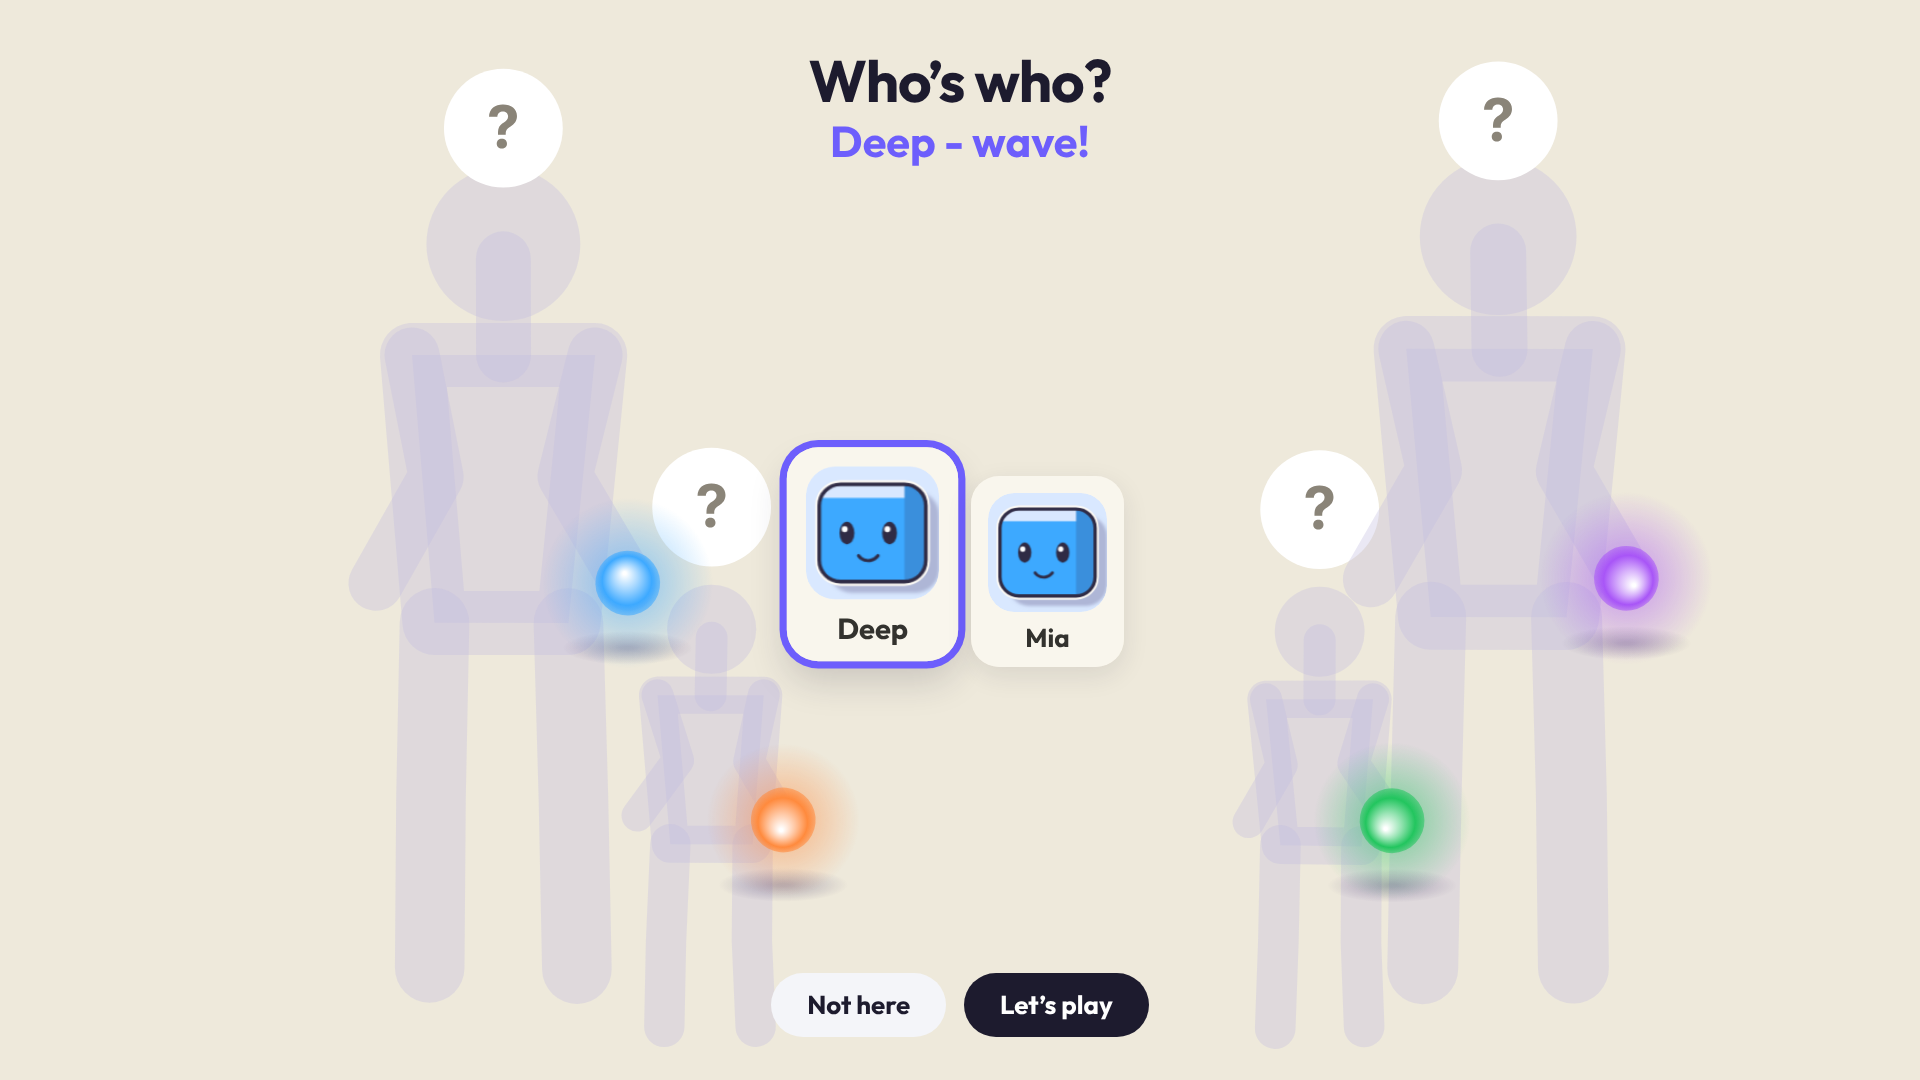 Who’s who?
Deep - wave!
?
?
?
?
Deep
Mia
Not here
Let’s play